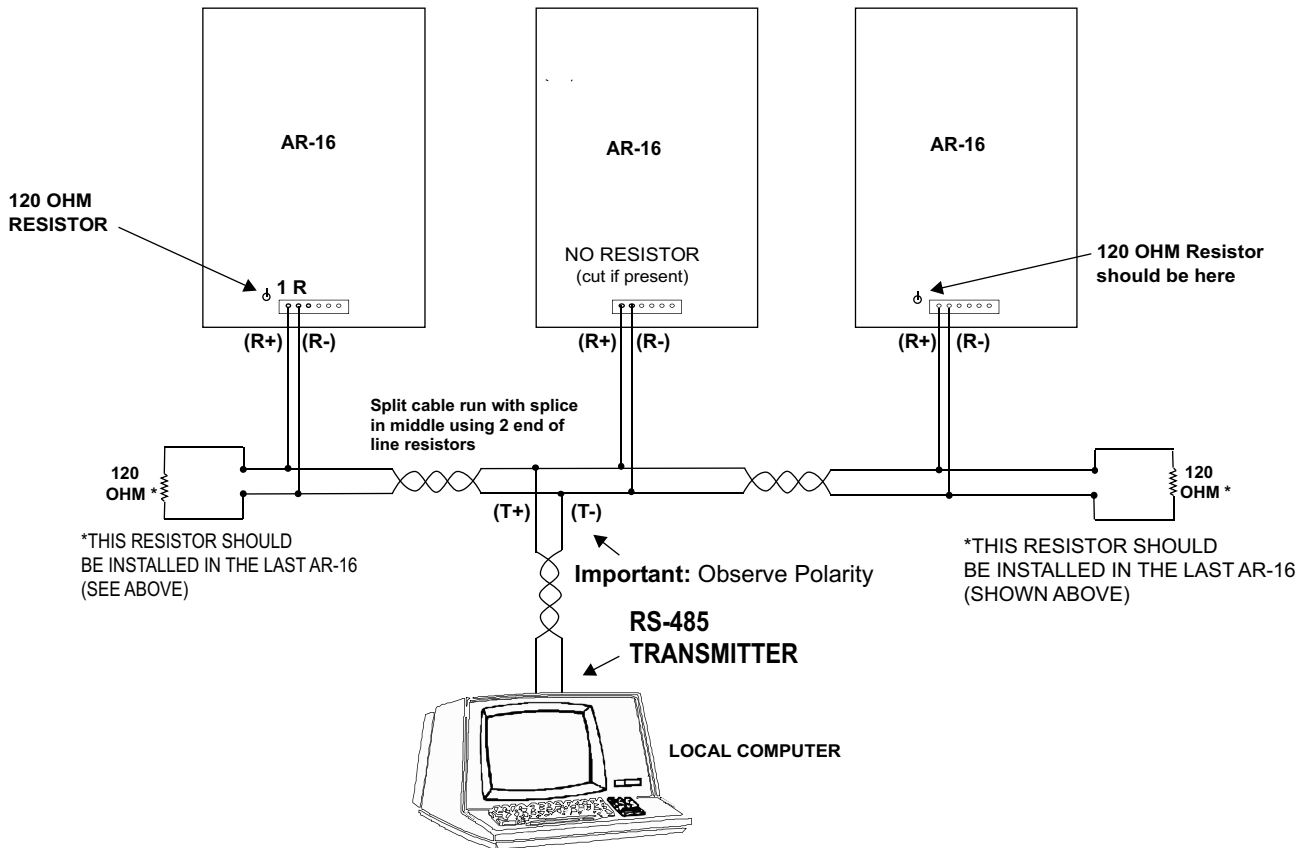 AR-16
AR-16
AR-16
120 OHM
RESISTOR
NO RESISTOR
(cut if present)
120 OHM Resistor
should be here
1 R
(R+) (R-)
(R+) (R-)
(R+) (R-)
Split cable run with splice
in middle using 2 end of
line resistors
120
OHM *
120
OHM *
(T+) (T-)
*THIS RESISTOR SHOULD
BE INSTALLED IN THE LAST AR-16
(SEE ABOVE)
Important: Observe Polarity
*THIS RESISTOR SHOULD
BE INSTALLED IN THE LAST AR-16
(SHOWN ABOVE)
RS-485
TRANSMITTER
LOCAL COMPUTER